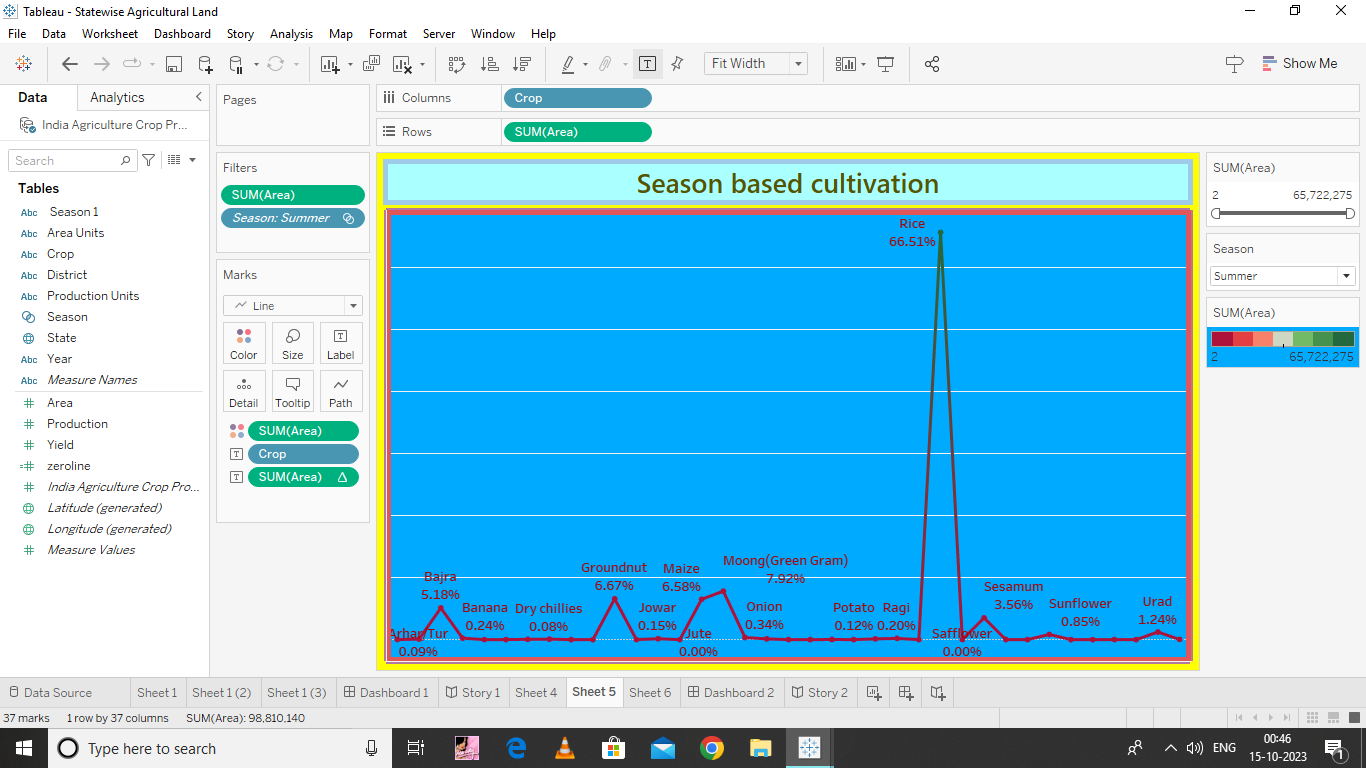 Tableau - Statewise Agricultural Land
File Data Worksheet Dashboard Story Analysis Map Format Server Window Help
Fit Width
Show Me
Data Analytics
India Agriculture Crop Pr...
Search
Tables
Abc Season 1
Abc Area Units
Abc Crop
Abc District
Abc Production Units
Season
State
Abc Year
Abc Measure Names
Area
Production
Yield
zeroline
India Agriculture Crop Pro...
Latitude (generated)
Longitude (generated)
Measure Values
Pages
Filters
SUM(Area)
Season: Summer
Marks
Line
Color Size Label
Detail Tooltip Path
SUM(Area)
Crop
SUM(Area)
Columns Crop
Rows SUM(Area)
Season based cultivation
Rice
66.51%
Moong(Green Gram)
7.92%
Groundnut
6.67%
Maize
6.58%
Bajra
5.18%
Sesamum
3.56%
Banana
0.24%
Dry chillies
0.08%
Jowar
0.15%
Onion
0.34%
Potato
0.12%
Ragi
0.20%
Sunflower
0.85%
Urad
1.24%
Arhar/Tur
0.09%
Jute
0.00%
Safflower
0.00%
SUM(Area)
2 65,722,275
Season
Summer
SUM(Area)
2 65,722,275
Data Source Sheet 1 Sheet 1 (2) Sheet 1 (3) Dashboard 1 Story 1 Sheet 4 Sheet 5 Sheet 6 Dashboard 2 Story 2
37 marks 1 row by 37 columns SUM(Area): 98,810,140
Type here to search
ENG
00:46
15-10-2023
1